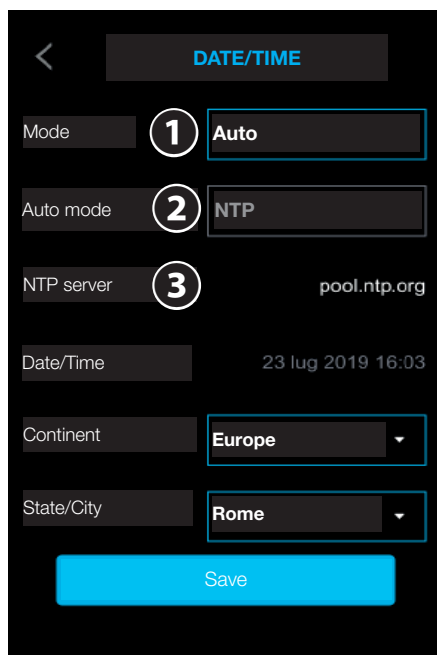 DATE/TIME
Mode 1 Auto
Auto mode 2 NTP
NTP server 3 pool.ntp.org
Date/Time 23 lug 2019 16:03
Continent Europe
State/City Rome
Save